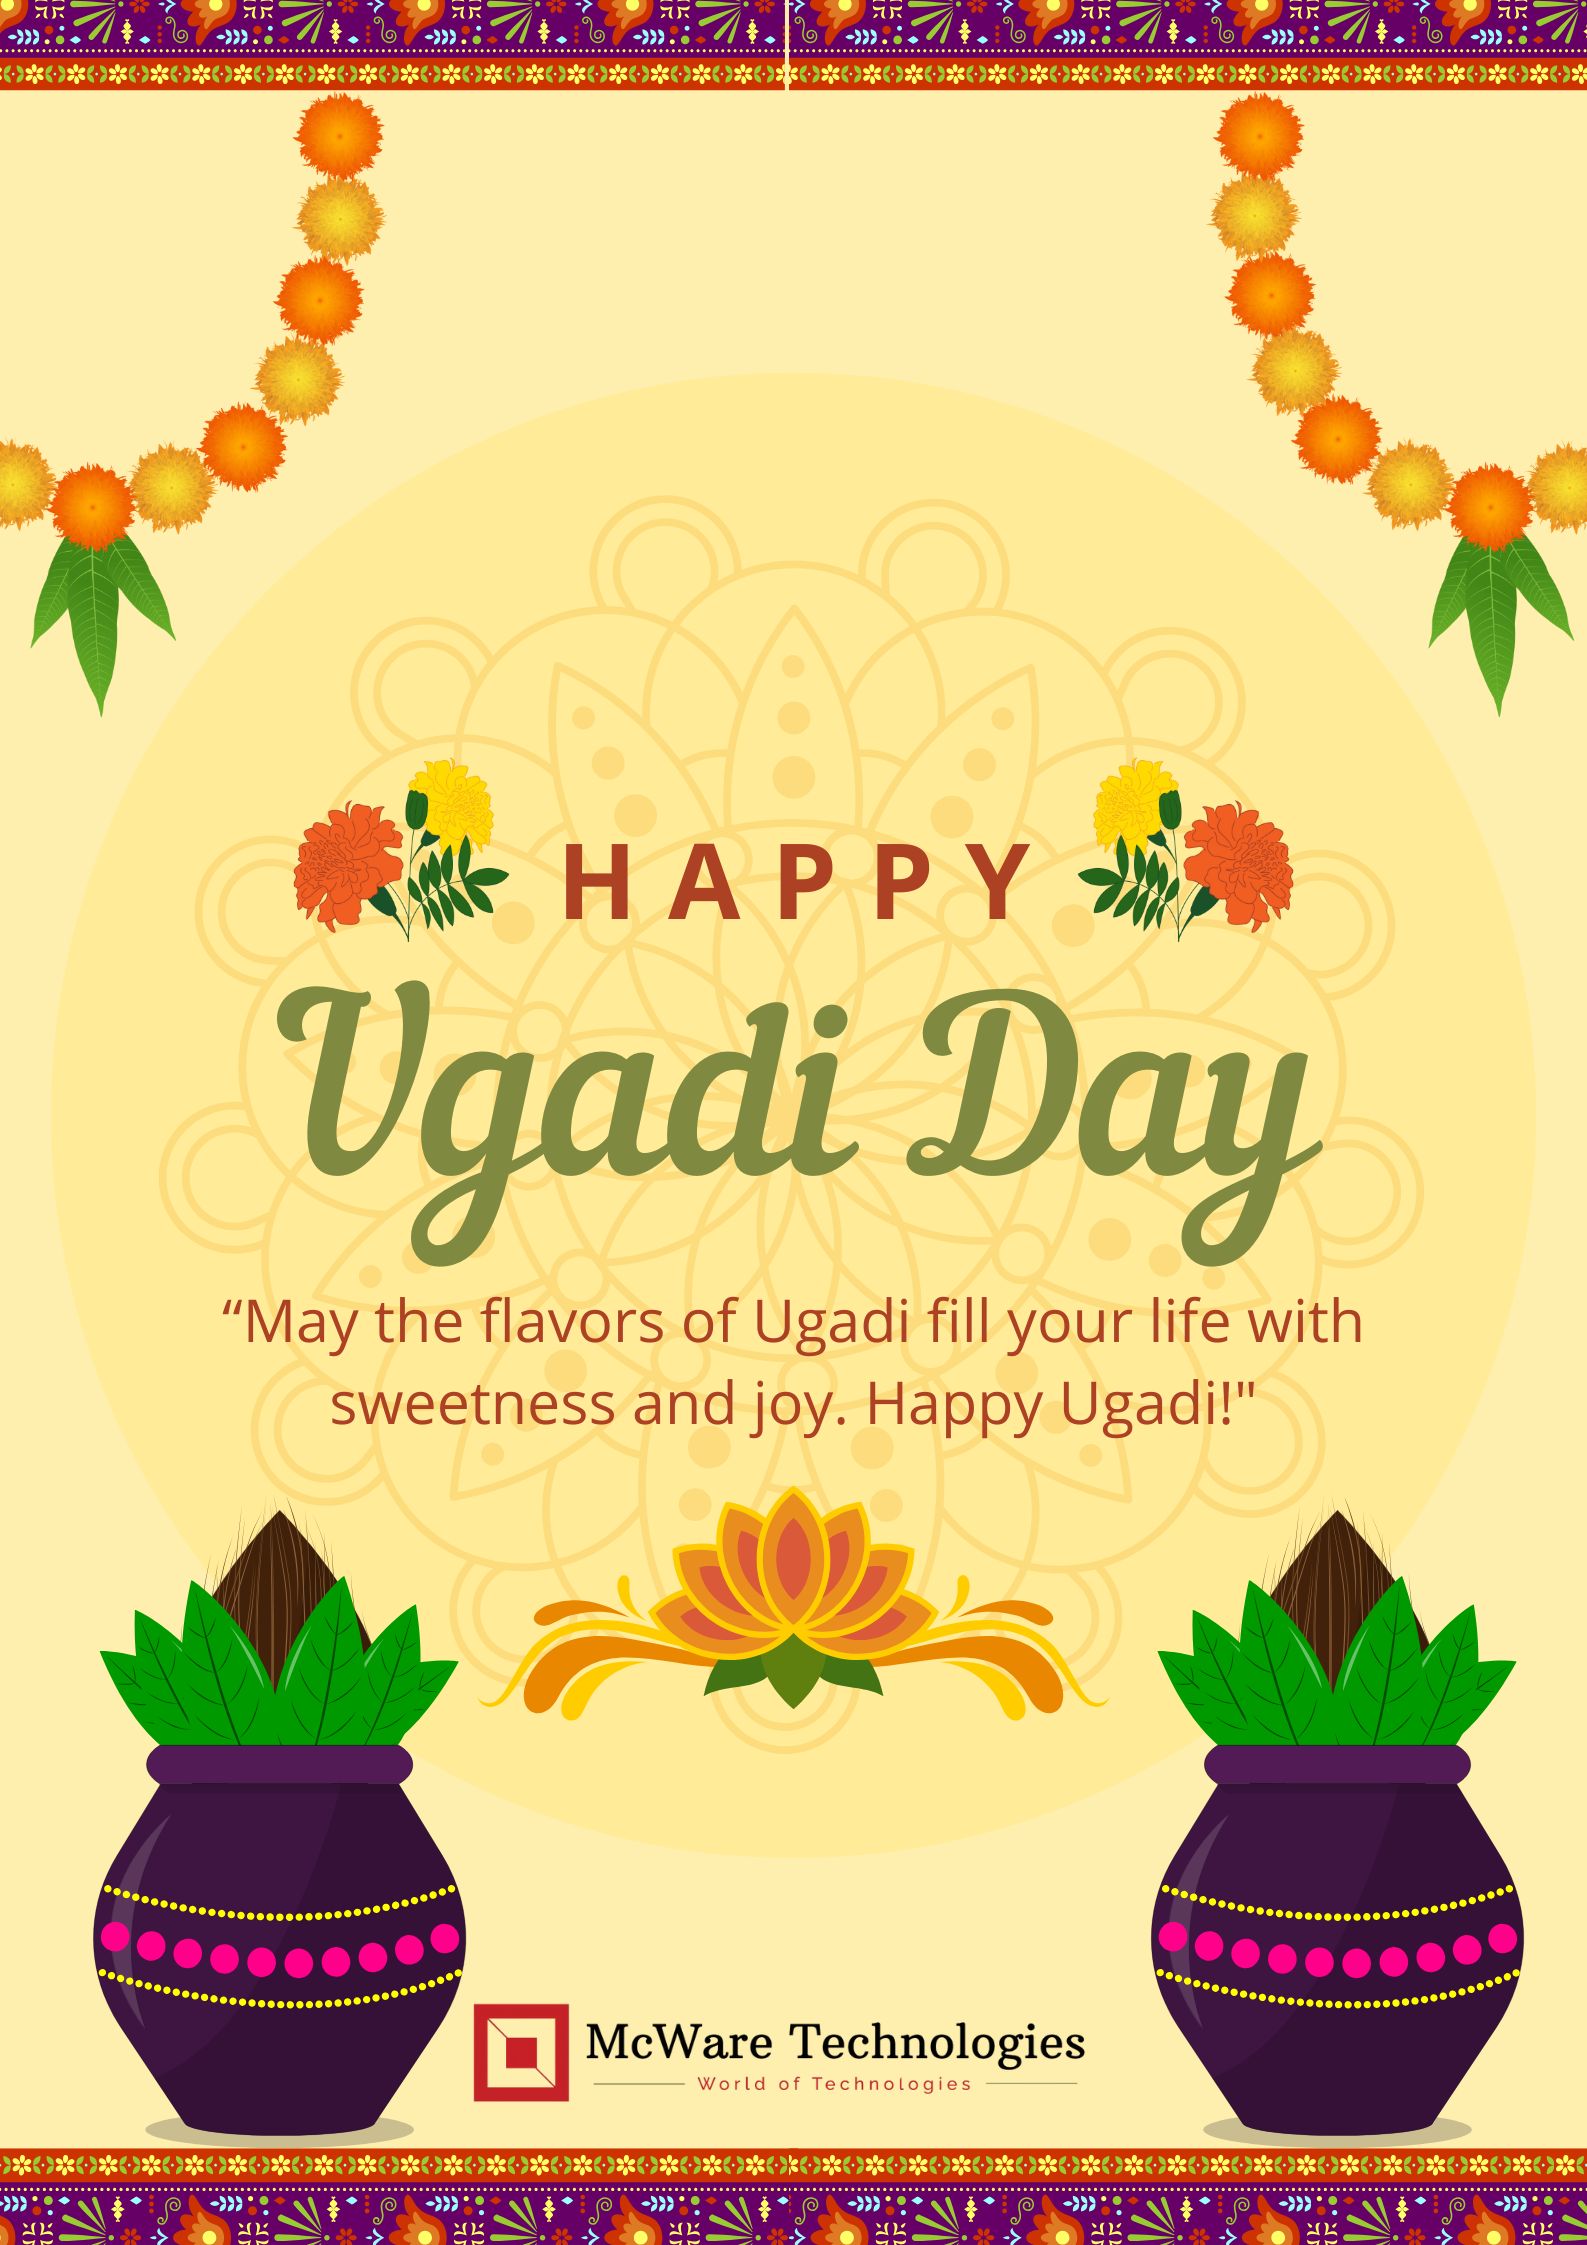 HAPPY
Ugadi Day
“May the flavors of Ugadi fill your life with
sweetness and joy. Happy Ugadi!"
McWare Technologies
World of Technologies